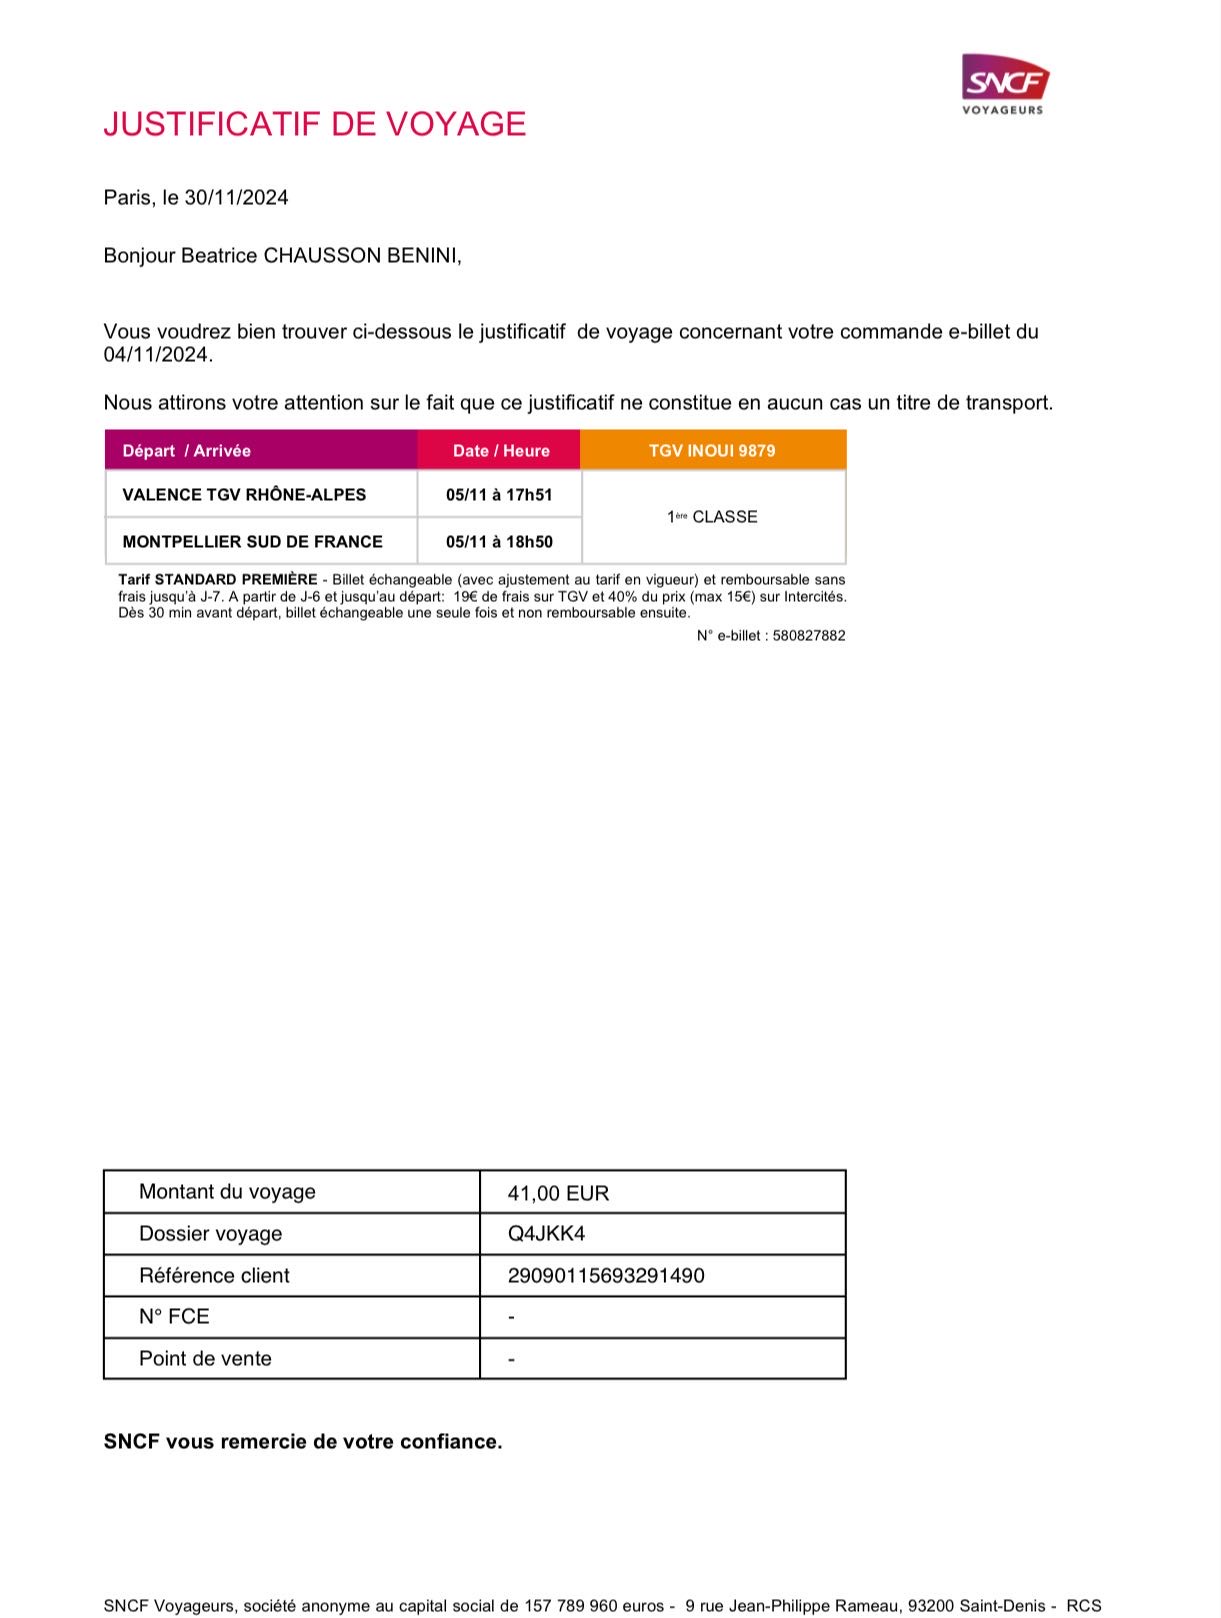 SNCF
VOYAGEURS
JUSTIFICATIF DE VOYAGE
Paris, le 30/11/2024
Bonjour Beatrice CHAUSSON BENINI,
Vous voudrez bien trouver ci-dessous le justificatif  de voyage concernant votre commande e-billet du
04/11/2024.
Nous attirons votre attention sur le fait que ce justificatif ne constitue en aucun cas un titre de transport.
Départ  / Arrivée Date / Heure TGV INOUI 9879
VALENCE TGV RHÔNE-ALPES 05/11 à 17h51
1ère CLASSE
MONTPELLIER SUD DE FRANCE 05/11 à 18h50
Tarif STANDARD PREMIÈRE - Billet échangeable (avec ajustement au tarif en vigueur) et remboursable sans
frais jusqu'à J-7. A partir de J-6 et jusqu'au départ:  19€ de frais sur TGV et 40% du prix (max 15€) sur Intercités.
Dès 30 min avant départ, billet échangeable une seule fois et non remboursable ensuite.
N° e-billet : 580827882
Montant du voyage 41,00 EUR
Dossier voyage Q4JKK4
Référence client 29090115693291490
N° FCE -
Point de vente -
SNCF vous remercie de votre confiance.
SNCF Voyageurs, société anonyme au capital social de 157 789 960 euros -  9 rue Jean-Philippe Rameau, 93200 Saint-Denis -  RCS